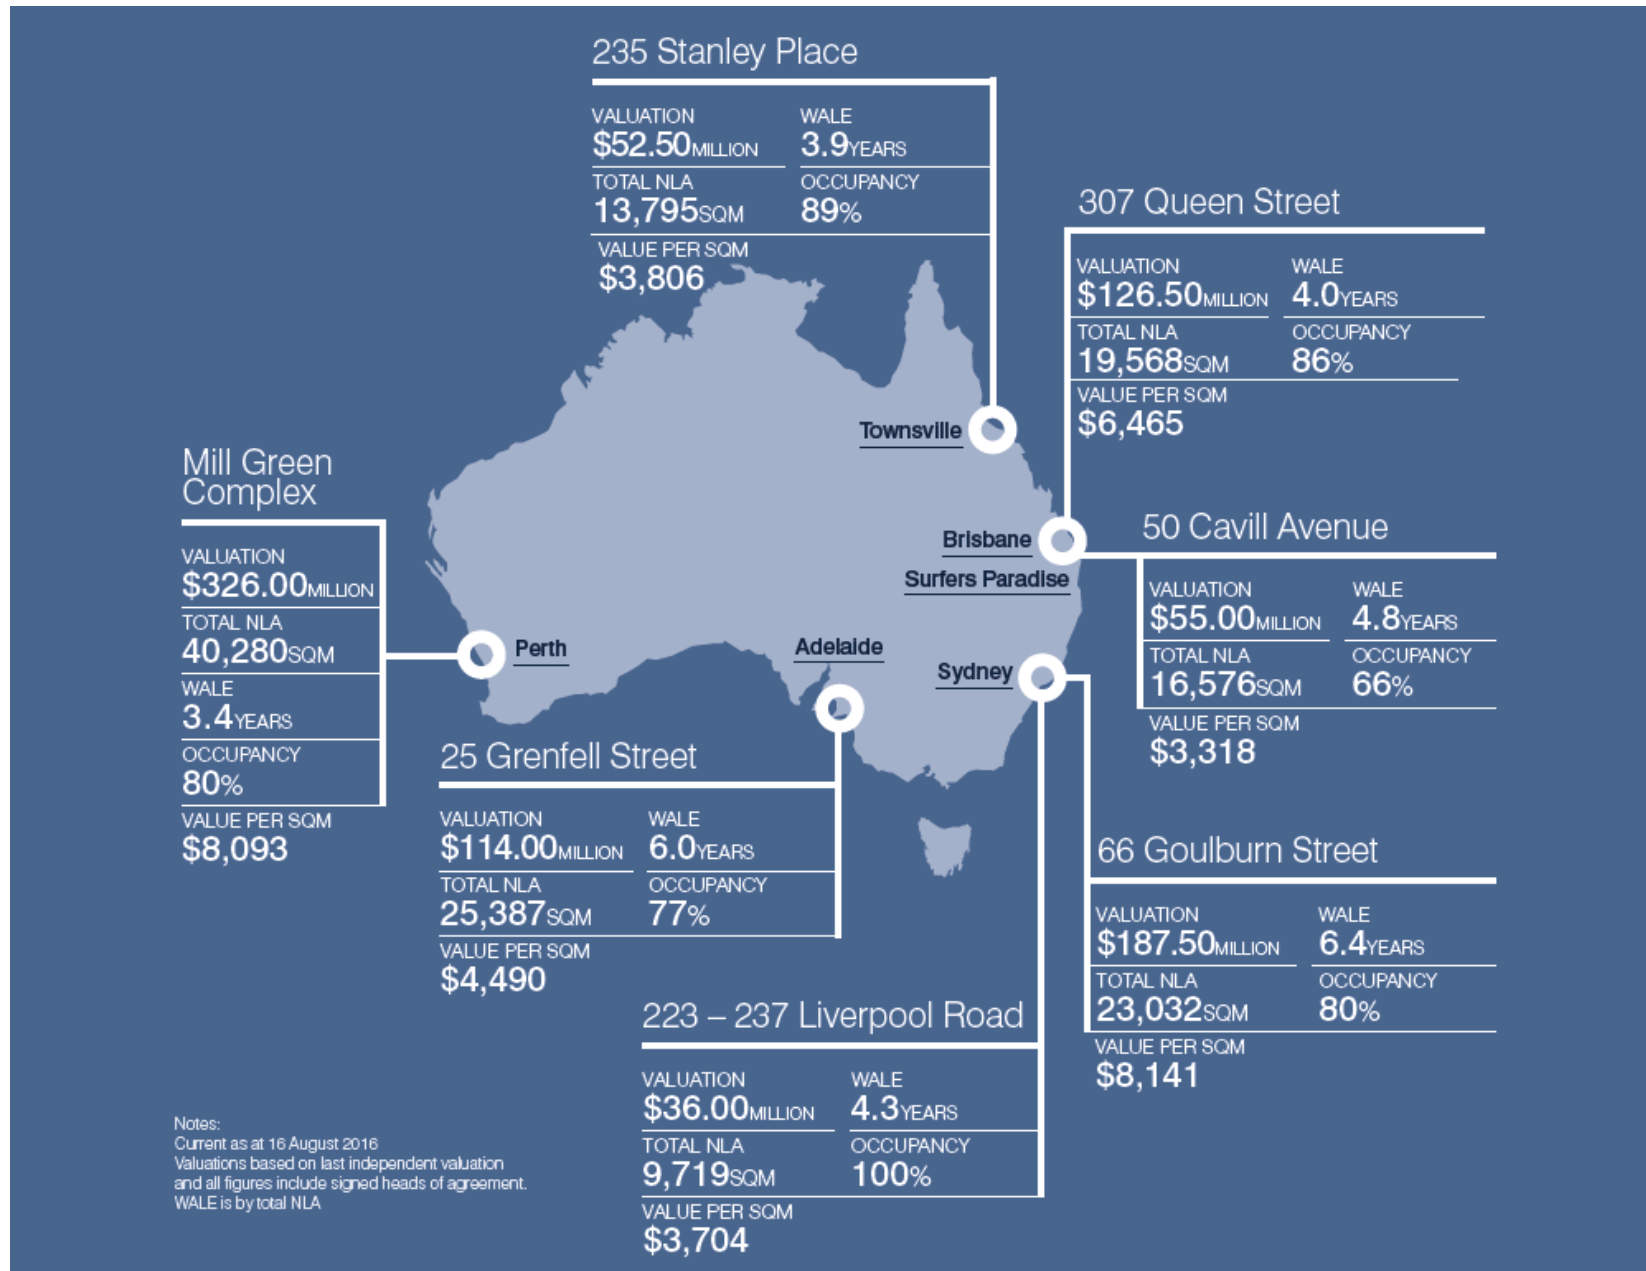 235 Stanley Place
VALUATION WALE
$52.50MILLION 3.9YEARS
TOTAL NLA OCCUPANCY
13,795SQM 89%
VALUE PER SQM
$3,806
307 Queen Street
VALUATION WALE
$126.50MILLION 4.0YEARS
TOTAL NLA OCCUPANCY
19,568SQM 86%
VALUE PER SQM
$6,465
Townsville
Mill Green
Complex
VALUATION
$326.00MILLION
TOTAL NLA
40,280SQM
WALE
3.4YEARS
OCCUPANCY
80%
VALUE PER SQM
$8,093
Brisbane
Surfers Paradise
50 Cavill Avenue
VALUATION WALE
$55.00MILLION 4.8YEARS
TOTAL NLA OCCUPANCY
16,576SQM 66%
VALUE PER SQM
$3,318
Perth
Adelaide
Sydney
25 Grenfell Street
VALUATION WALE
$114.00MILLION 6.0YEARS
TOTAL NLA OCCUPANCY
25,387SQM 77%
VALUE PER SQM
$4,490
66 Goulburn Street
VALUATION WALE
$187.50MILLION 6.4YEARS
TOTAL NLA OCCUPANCY
23,032SQM 80%
VALUE PER SQM
$8,141
223 – 237 Liverpool Road
VALUATION WALE
$36.00MILLION 4.3YEARS
TOTAL NLA OCCUPANCY
9,719SQM 100%
VALUE PER SQM
$3,704
Notes:
Current as at 16 August 2016
Valuations based on last independent valuation
and all figures include signed heads of agreement.
WALE is by total NLA